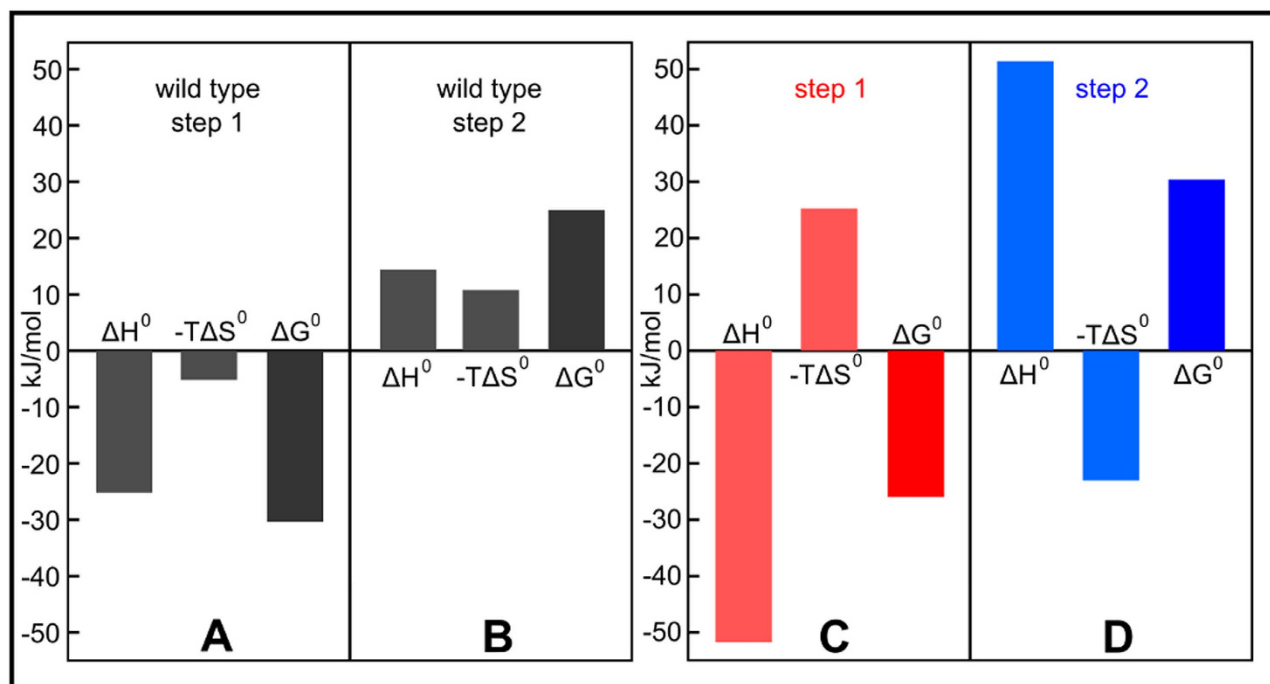 50
40
30
20
10
0
-10
-20
-30
-40
-50
kJ/mol
wild type
step 1
ΔH⁰ -TΔS⁰ ΔG⁰
A
wild type
step 2
ΔH⁰ -TΔS⁰ ΔG⁰
B
50
40
30
20
10
0
-10
-20
-30
-40
-50
kJ/mol
step 1
ΔH⁰
-TΔS⁰
ΔG⁰
C
step 2
ΔH⁰
-TΔS⁰
ΔG⁰
D